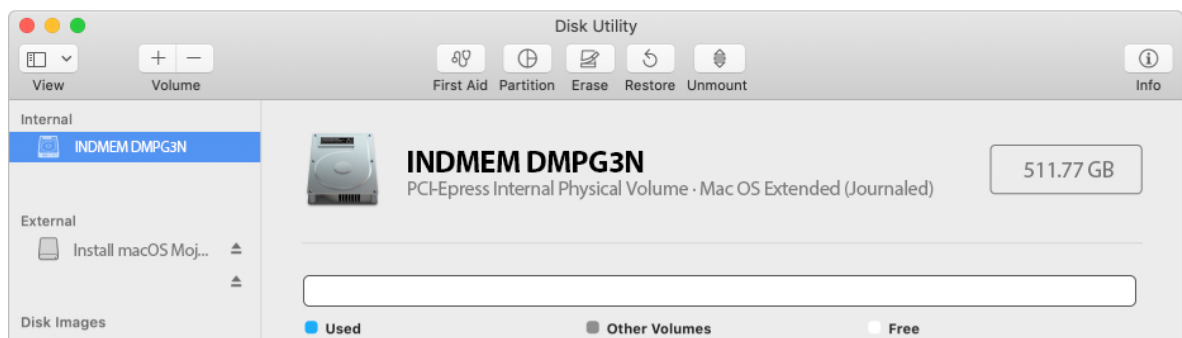 Disk Utility
View Volume First Aid Partition Erase Restore Unmount Info
Internal
INDMEM DMPG3N
INDMEM DMPG3N
PCI-Epress Internal Physical Volume · Mac OS Extended (Journaled)
511.77 GB
External
Install macOS Moj...
Disk Images
Used Other Volumes Free